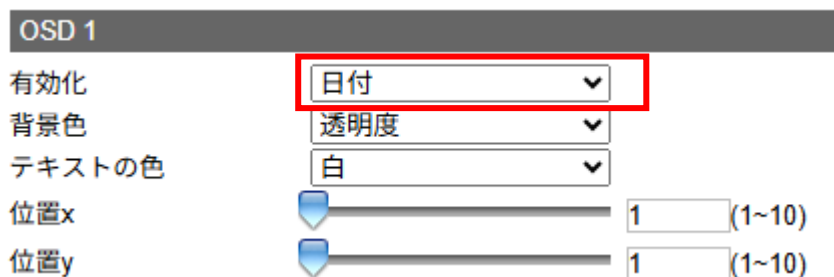 OSD 1
有効化 日付
背景色 透明度
テキストの色 白
位置x 1 (1~10)
位置y 1 (1~10)